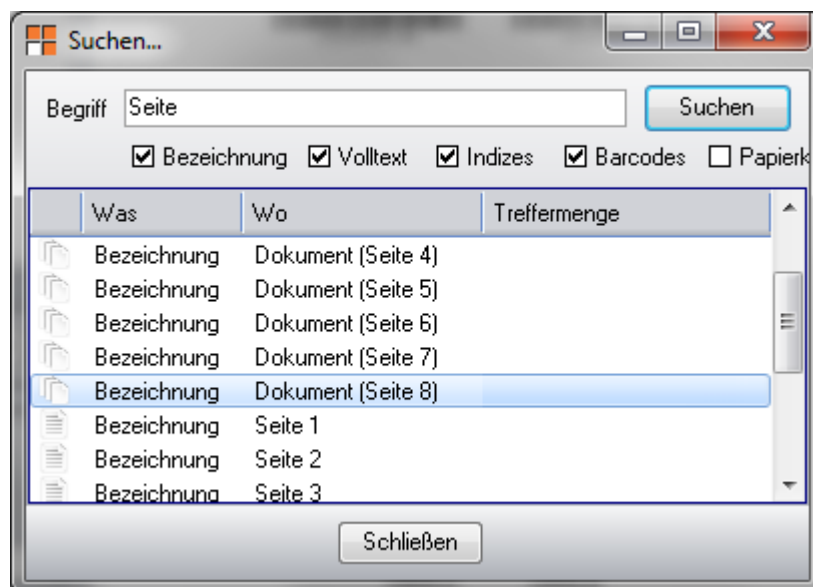 Suchen...
Begriff Seite Suchen
Bezeichnung Volltext Indizes Barcodes Papierk
Was Wo Treffermenge
Bezeichnung Dokument (Seite 4)
Bezeichnung Dokument (Seite 5)
Bezeichnung Dokument (Seite 6)
Bezeichnung Dokument (Seite 7)
Bezeichnung Dokument (Seite 8)
Bezeichnung Seite 1
Bezeichnung Seite 2
Bezeichnung Seite 3
Schließen